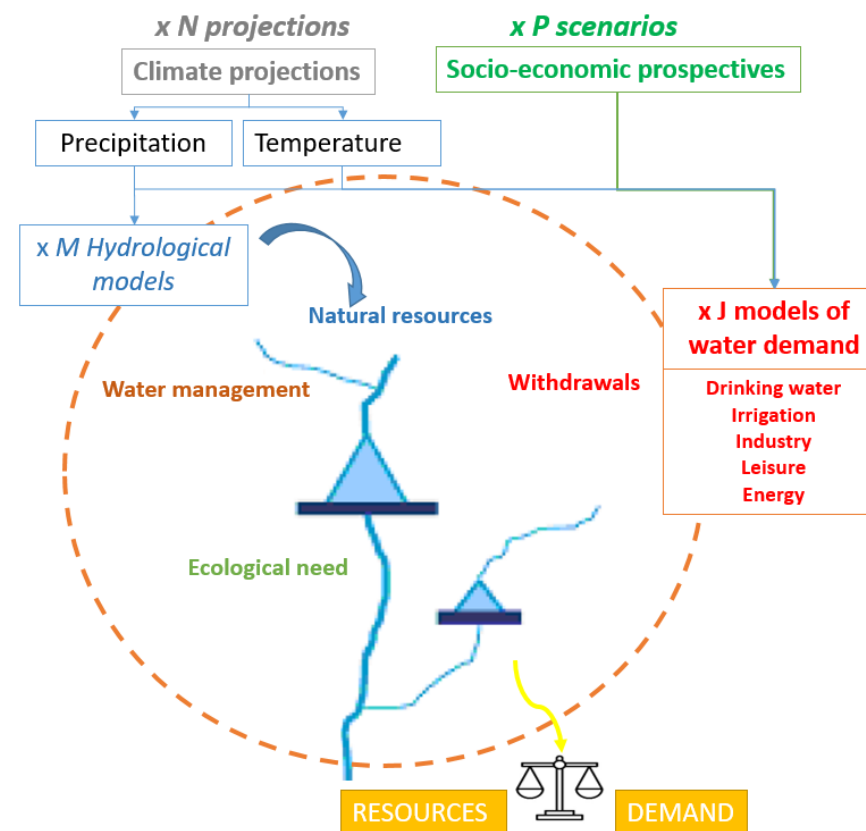 x N projections
x P scenarios
Climate projections
Socio-economic prospectives
Precipitation
Temperature
x M Hydrological
models
Natural resources
x J models of
water demand
Water management
Withdrawals
Drinking water
Irrigation
Industry
Leisure
Energy
Ecological need
RESOURCES
DEMAND